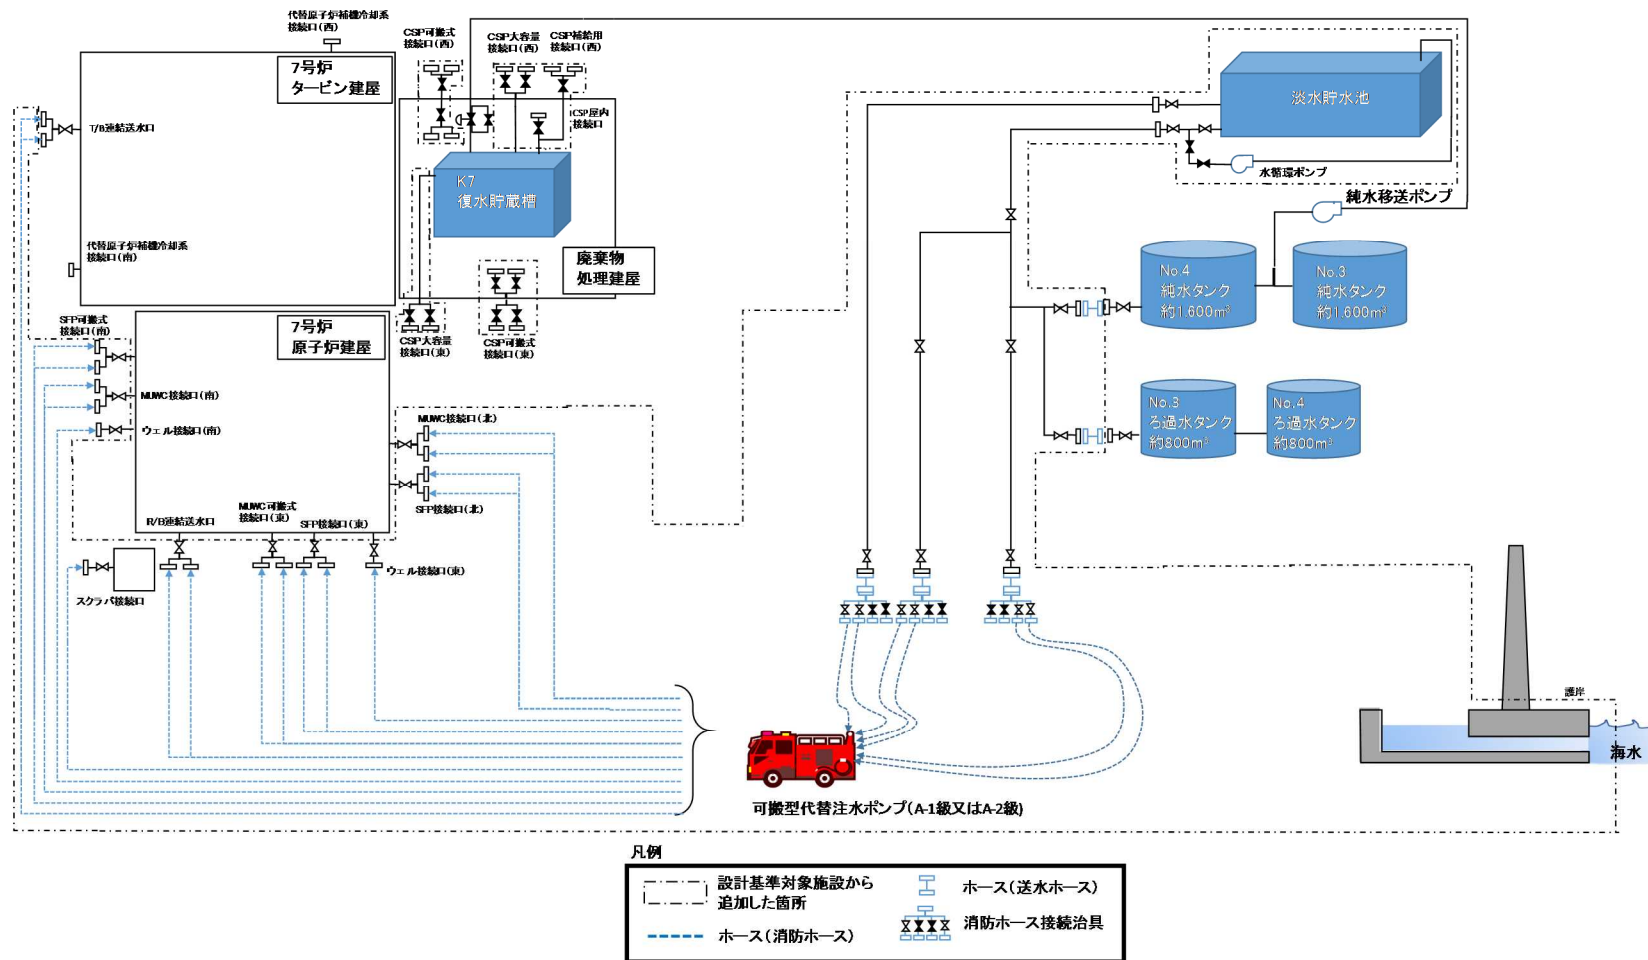 代替原子炉補機冷却系
接続口(西)
7号炉
タービン建屋
T/B連結送水口
代替原子炉補機冷却系
接続口(南)
CSP可搬式
接続口(西)
CSP大容量
接続口(西)
CSP補給用
接続口(西)
CSP屋内
接続口
K7
復水貯蔵槽
廃棄物
処理建屋
CSP大容量
接続口(東)
CSP可搬式
接続口(東)
淡水貯水池
水循環ポンプ
純水移送ポンプ
No.4
純水タンク
約1,600m³
No.3
純水タンク
約1,600m³
No.3
ろ過水タンク
約800m³
No.4
ろ過水タンク
約800m³
SFP可搬式
接続口(南)
7号炉
原子炉建屋
MUWC接続口(南)
ウェル接続口(南)
MUWC接続口(北)
SFP接続口(北)
R/B連結送水口
MUWC可搬式
接続口(東)
SFP接続口(東)
ウェル接続口(東)
スクラバ接続口
護岸
海水
可搬型代替注水ポンプ(A-1級又はA-2級)
凡例
設計基準対象施設から
追加した箇所
ホース(消防ホース)
ホース(送水ホース)
消防ホース接続治具